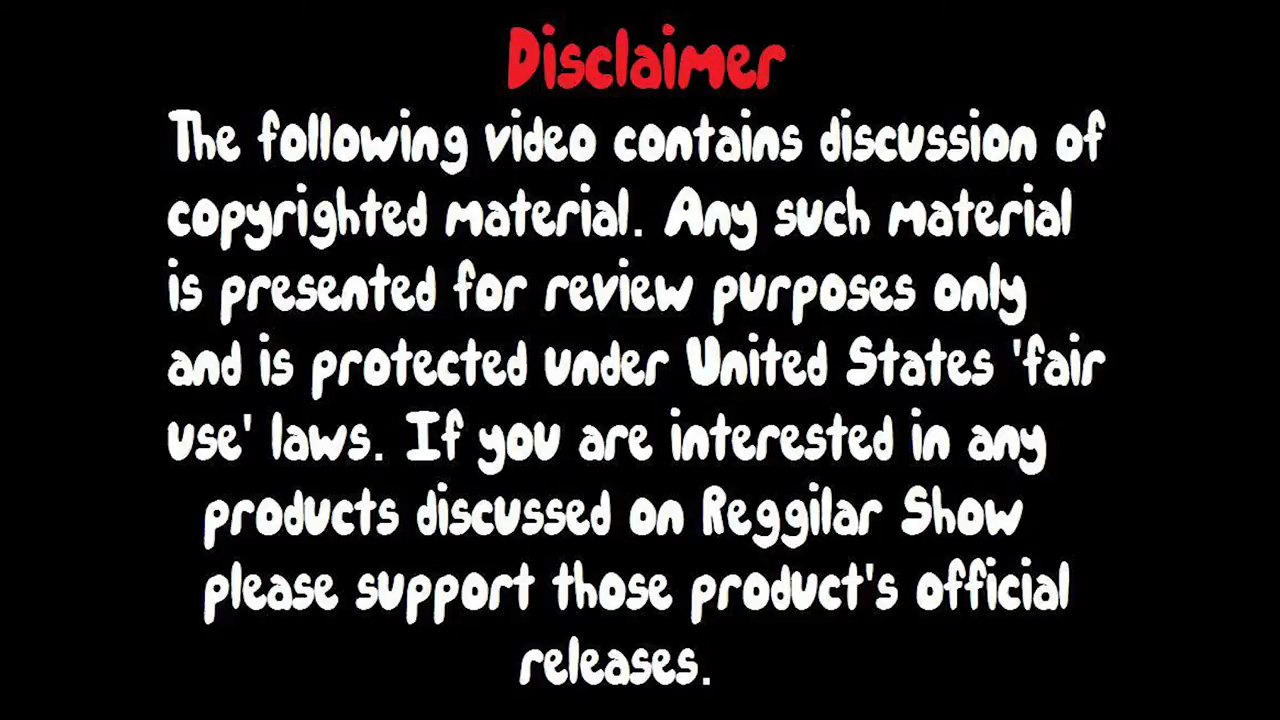 Disclaimer
The following video contains discussion of
copyrighted material. Any such material
is presented for review purposes only
and is protected under United States 'fair
use' laws. If you are interested in any
products discussed on Reggilar Show
please support those product's official
releases.